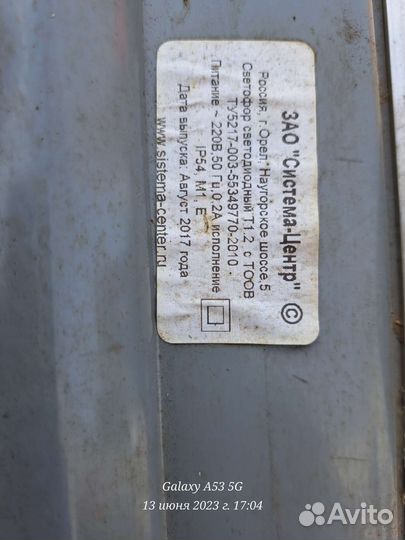 ЗАО "Система-Центр" ©
Россия, г.Орел, Наугорское шоссе,5
Светофор светодиодный Т.1.2, с ТООВ
ТУ5217-003-55349770-2010
Питание ~ 220В,50 Гц,0,2А исполнение
IP54, М1, Е
Дата выпуска: Август 2017 года
www.sistema-center.ru
Galaxy A53 5G
13 июня 2023 г. 17:04
Avito